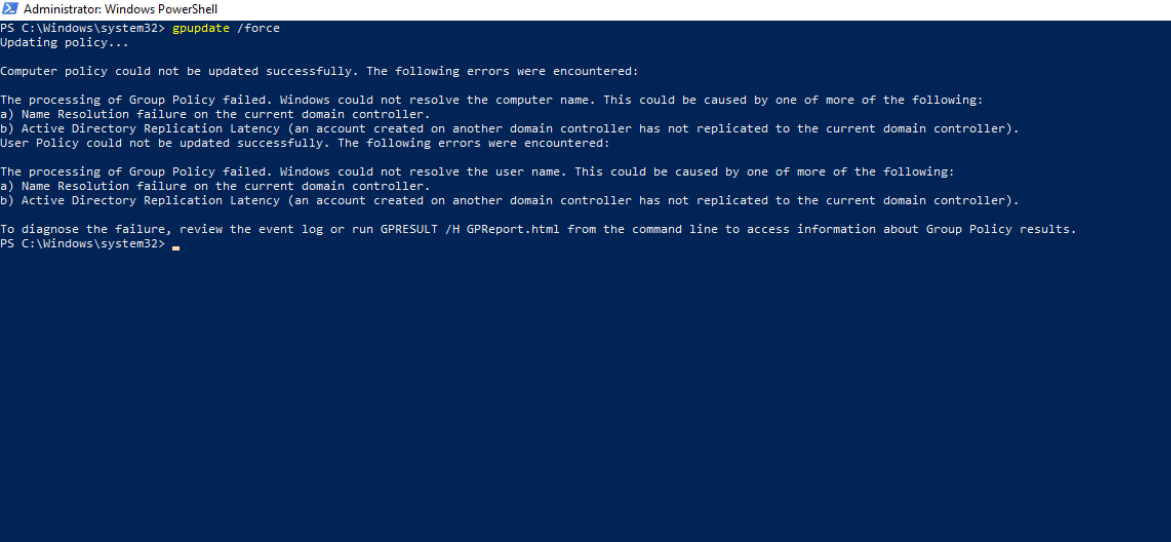 Administrator: Windows PowerShell
PS C:\Windows\system32> gpupdate /force
Updating policy...
Computer policy could not be updated successfully. The following errors were encountered:
The processing of Group Policy failed. Windows could not resolve the computer name. This could be caused by one of more of the following:
a) Name Resolution failure on the current domain controller.
b) Active Directory Replication Latency (an account created on another domain controller has not replicated to the current domain controller).
User Policy could not be updated successfully. The following errors were encountered:
The processing of Group Policy failed. Windows could not resolve the user name. This could be caused by one of more of the following:
a) Name Resolution failure on the current domain controller.
b) Active Directory Replication Latency (an account created on another domain controller has not replicated to the current domain controller).
To diagnose the failure, review the event log or run GPRESULT /H GPReport.html from the command line to access information about Group Policy results.
PS C:\Windows\system32>